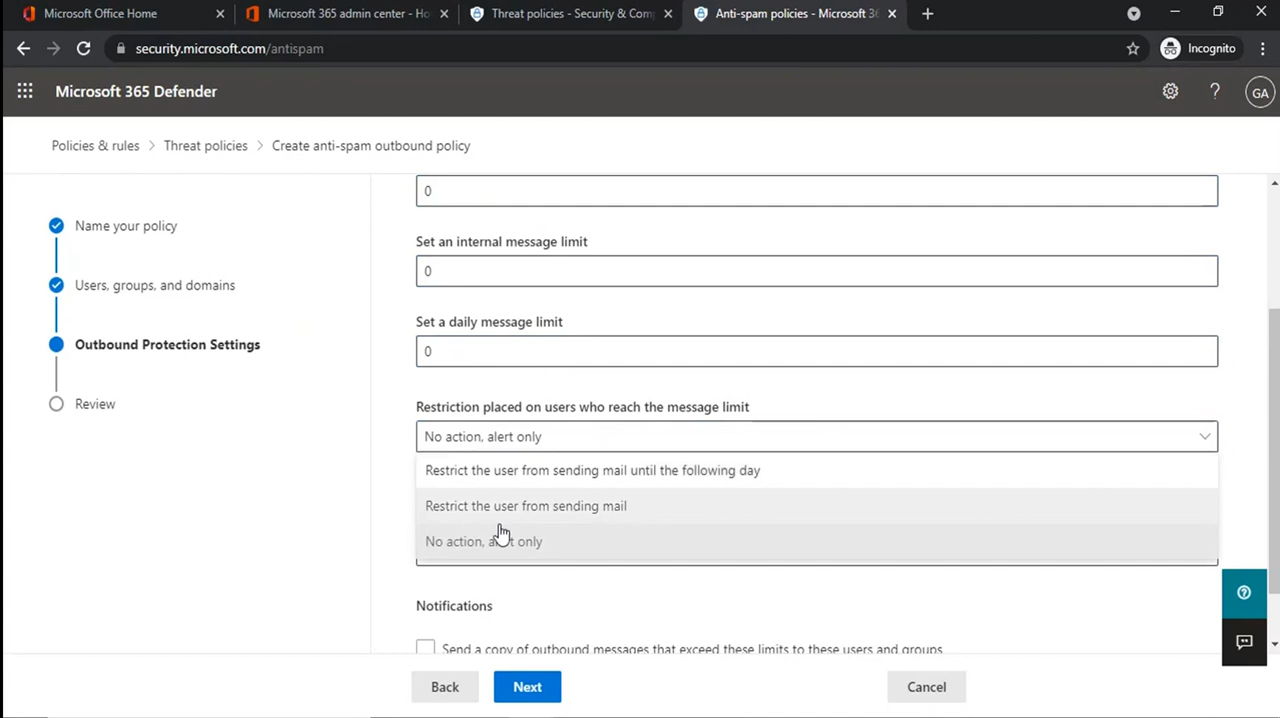 Microsoft Office Home
Microsoft 365 admin center - Ho
Threat policies - Security & Comp
Anti-spam policies - Microsoft 36
security.microsoft.com/antispam
Incognito
Microsoft 365 Defender
?
GA
Policies & rules > Threat policies > Create anti-spam outbound policy
Name your policy
Users, groups, and domains
Outbound Protection Settings
Review
0
Set an internal message limit
0
Set a daily message limit
0
Restriction placed on users who reach the message limit
No action, alert only
Restrict the user from sending mail until the following day
Restrict the user from sending mail
No action, alert only
Notifications
Send a copy of outbound messages that exceed these limits to these users and groups
Back
Next
Cancel